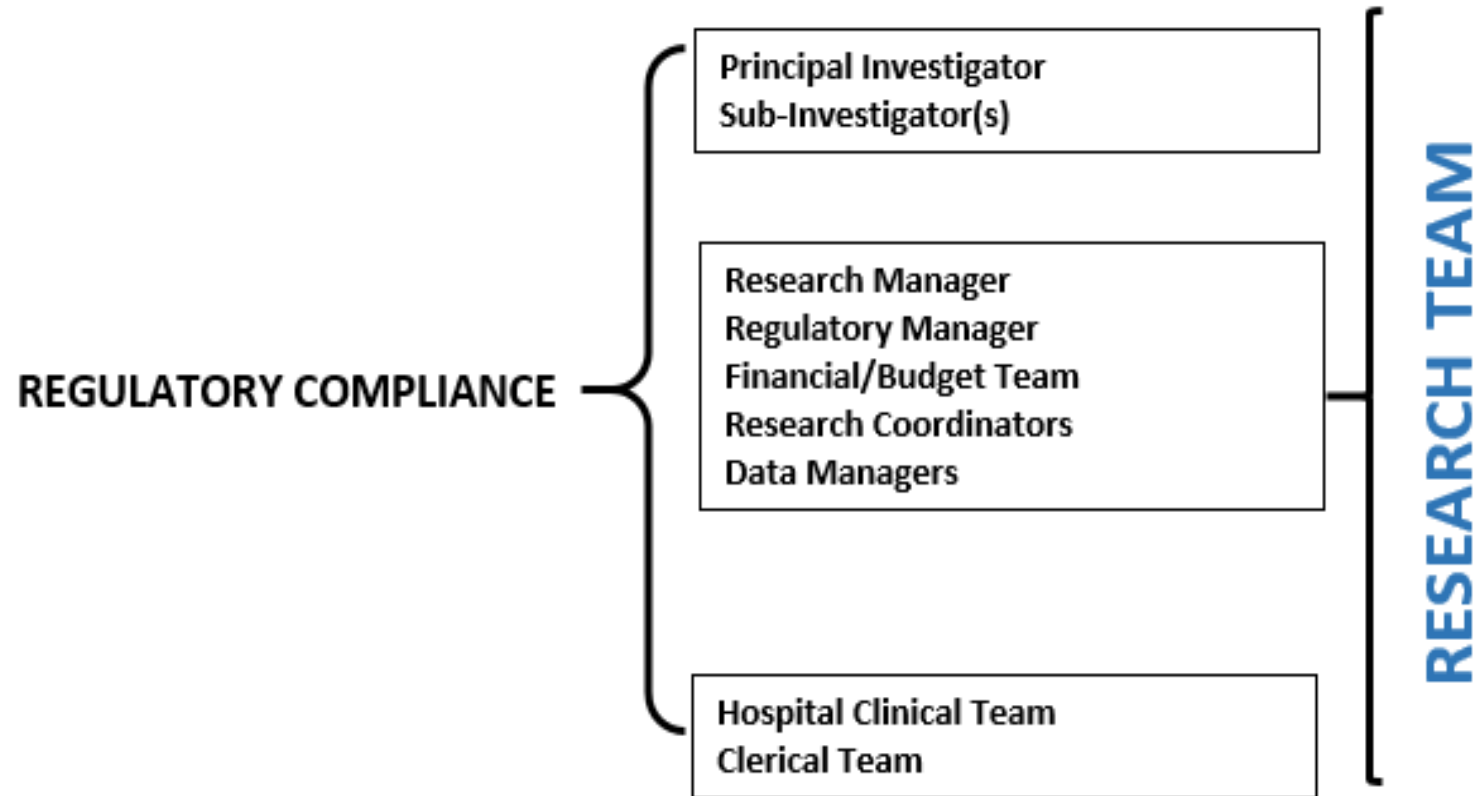 Principal Investigator
Sub-Investigator(s)
Research Manager
Regulatory Manager
Financial/Budget Team
Research Coordinators
Data Managers
REGULATORY COMPLIANCE
Hospital Clinical Team
Clerical Team
RESEARCH TEAM